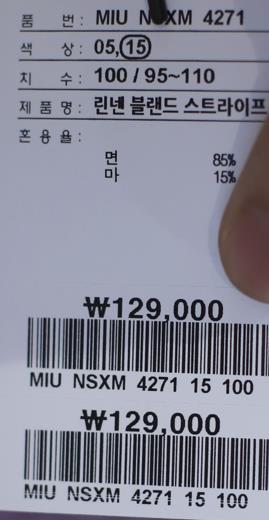 품 번: MIU NSXM 4271
색 상: 05,15
치 수: 100 / 95~110
제 품 명: 린넨 블랜드 스트라이프
혼 용 율:
면 85%
마 15%
₩129,000
MIU NSXM 4271 15 100
₩129,000
MIU NSXM 4271 15 100